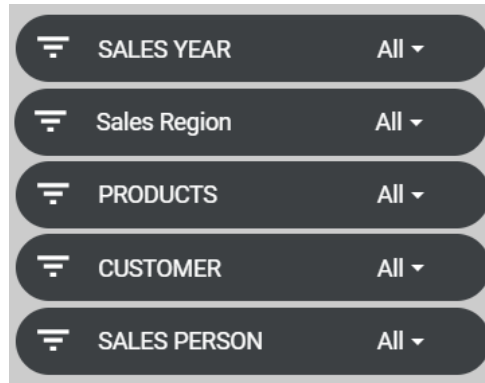 SALES YEAR All
Sales Region All
PRODUCTS All
CUSTOMER All
SALES PERSON All